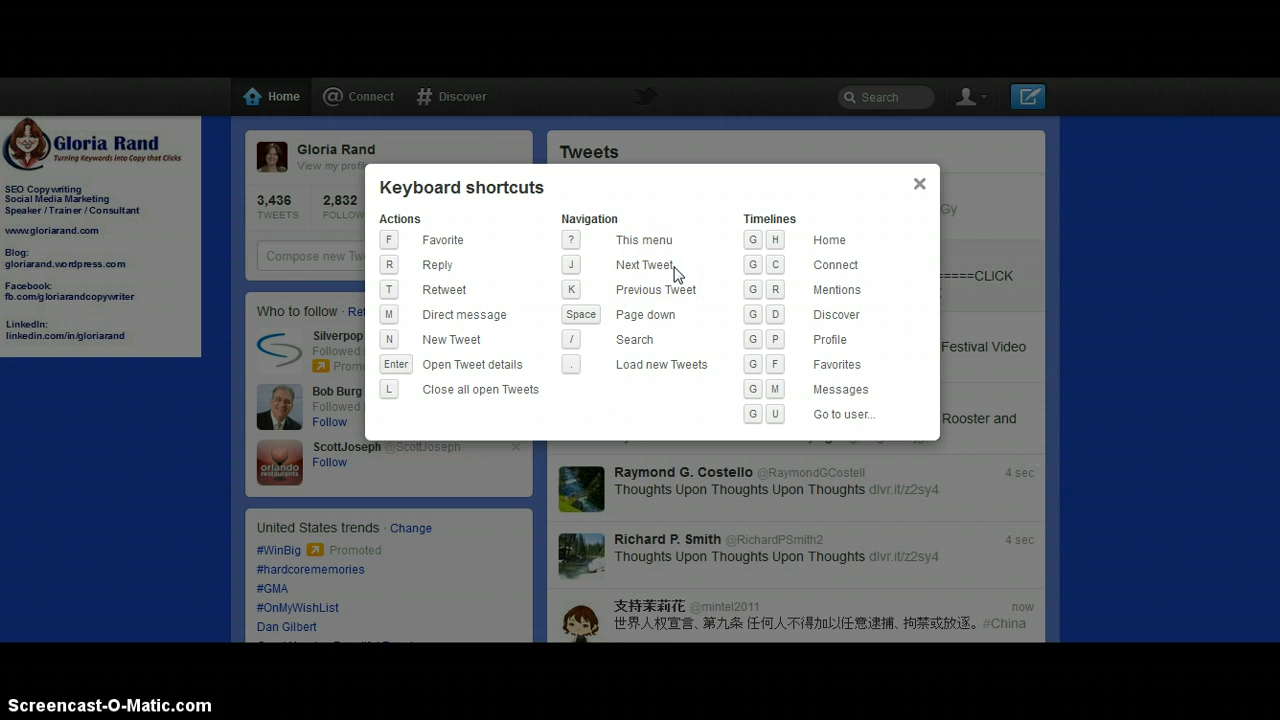 Home
Connect
Discover
Search
Gloria Rand
Turning Keywords into Copy that Clicks
SEO Copywriting
Social Media Marketing
Speaker / Trainer / Consultant
www.gloriarand.com
Blog:
gloriarand.wordpress.com
Facebook:
fb.com/gloriarandcopywriter
LinkedIn:
linkedin.com/in/gloriarand
Gloria Rand
View my profi
3,436
TWEETS
2,832
FOLLOW
Compose new Tw
Who to follow ·
Silverpop
Followed
Promo
Bob Burg
Followed
Follow
ScottJoseph @ScottJoseph
Follow
United States trends · Change
#WinBig Promoted
#hardcorememories
#GMA
#OnMyWishList
Dan Gilbert
Keyboard shortcuts
Actions
F Favorite
R Reply
T Retweet
M Direct message
N New Tweet
Enter Open Tweet details
L Close all open Tweets
Navigation
? This menu
J Next Tweet
K Previous Tweet
Space Page down
/ Search
. Load new Tweets
Timelines
G H Home
G C Connect
G R Mentions
G D Discover
G P Profile
G F Favorites
G M Messages
G U Go to user...
Tweets
Gy
=====CLICK
Festival Video
Rooster and
Raymond G. Costello @RaymondGCostell 4 sec
Thoughts Upon Thoughts Upon Thoughts dlvr.it/z2sy4
Richard P. Smith @RichardPSmith2 4 sec
Thoughts Upon Thoughts Upon Thoughts dlvr.it/z2sy4
支持茉莉花 @mintel2011 now
世界人权宣言、第九条 任何人不得加以任意逮捕、拘禁或放逐。 #China
Screencast-O-Matic.com